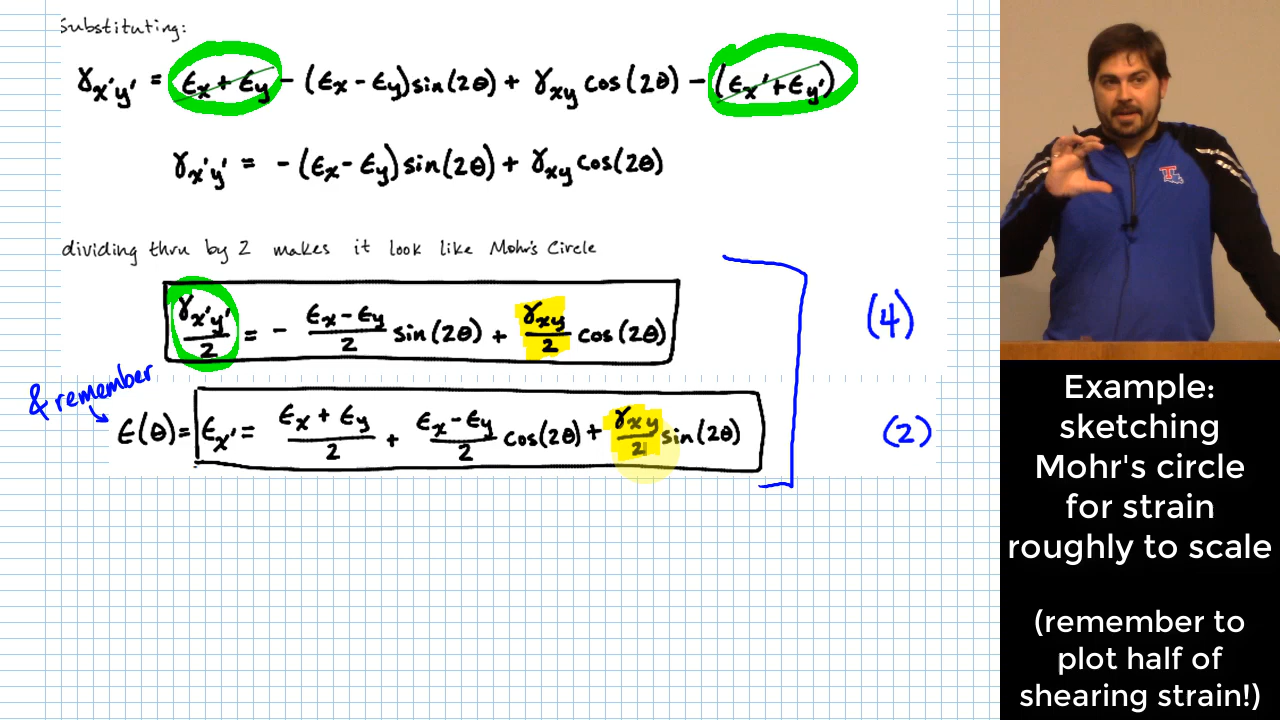 Substituting:
γx'y' = εx + εy - (εx - εy) sin(2θ) + γxy cos(2θ) - (εx' + εy')
γx'y' = - (εx - εy) sin(2θ) + γxy cos(2θ)
dividing thru by 2 makes it look like Mohr's Circle
γx'y'/2 = - (εx - εy)/2 sin(2θ) + γxy/2 cos(2θ) (4)
& remember
ε(θ) = εx' = (εx + εy)/2 + (εx - εy)/2 cos(2θ) + γxy/2 sin(2θ) (2)
T
Example:
sketching
Mohr's circle
for strain
roughly to scale
(remember to
plot half of
shearing strain!)